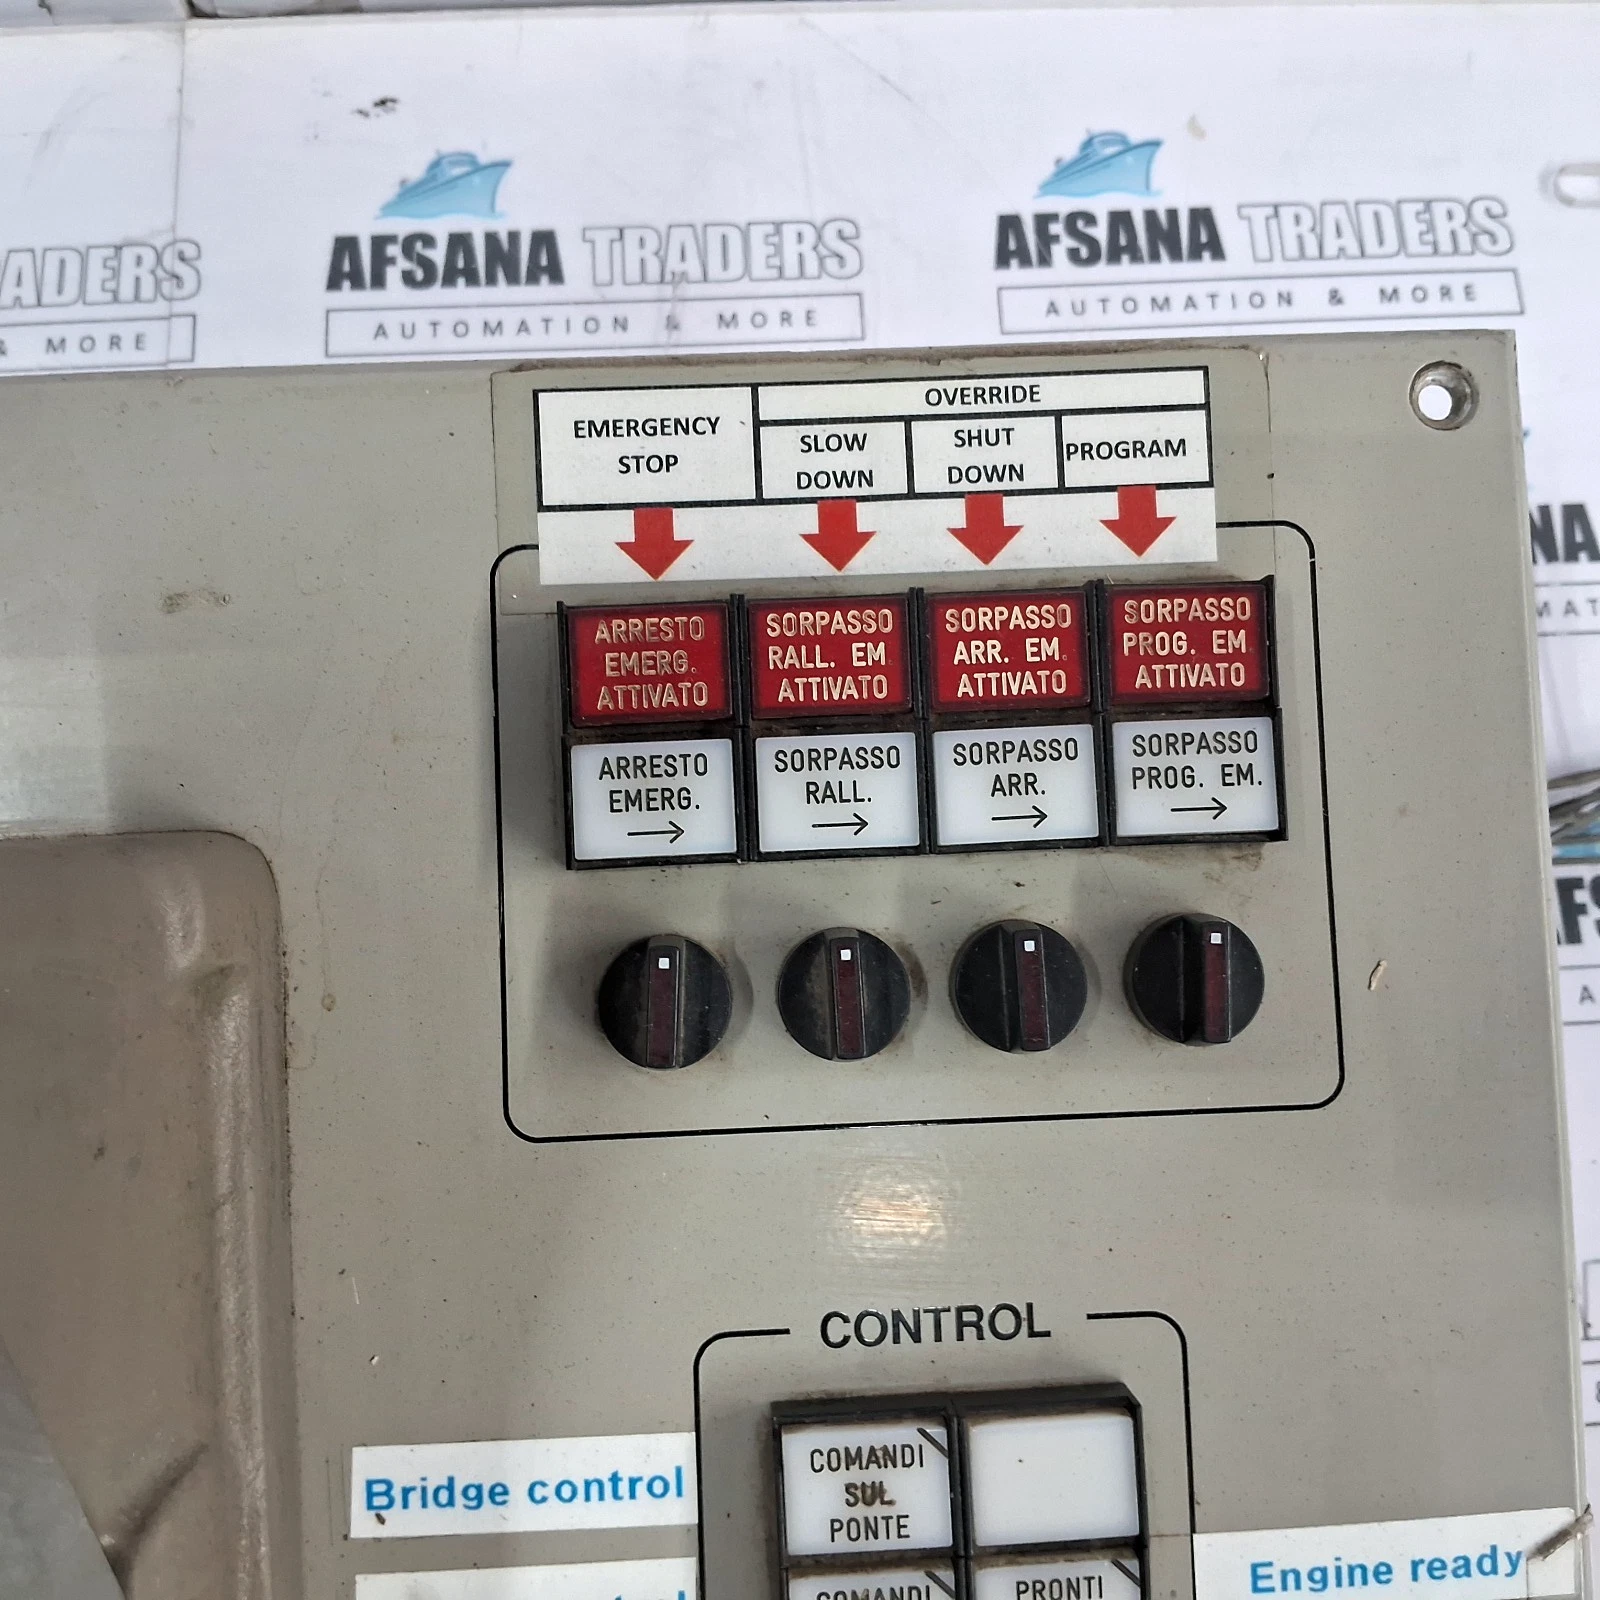 AFSANA TRADERS
AUTOMATION & MORE
AFSANA TRADERS
AUTOMATION & MORE
ADERS
& MORE
EMERGENCY
STOP
OVERRIDE
SLOW
DOWN
SHUT
DOWN
PROGRAM
ARRESTO
EMERG.
ATTIVATO
SORPASSO
RALL. EM.
ATTIVATO
SORPASSO
ARR. EM.
ATTIVATO
SORPASSO
PROG. EM.
ATTIVATO
ARRESTO
EMERG.
→
SORPASSO
RALL.
→
SORPASSO
ARR.
→
SORPASSO
PROG. EM.
→
CONTROL
COMANDI
SUL
PONTE
Bridge control
Engine ready
COMANDI
PRONTI